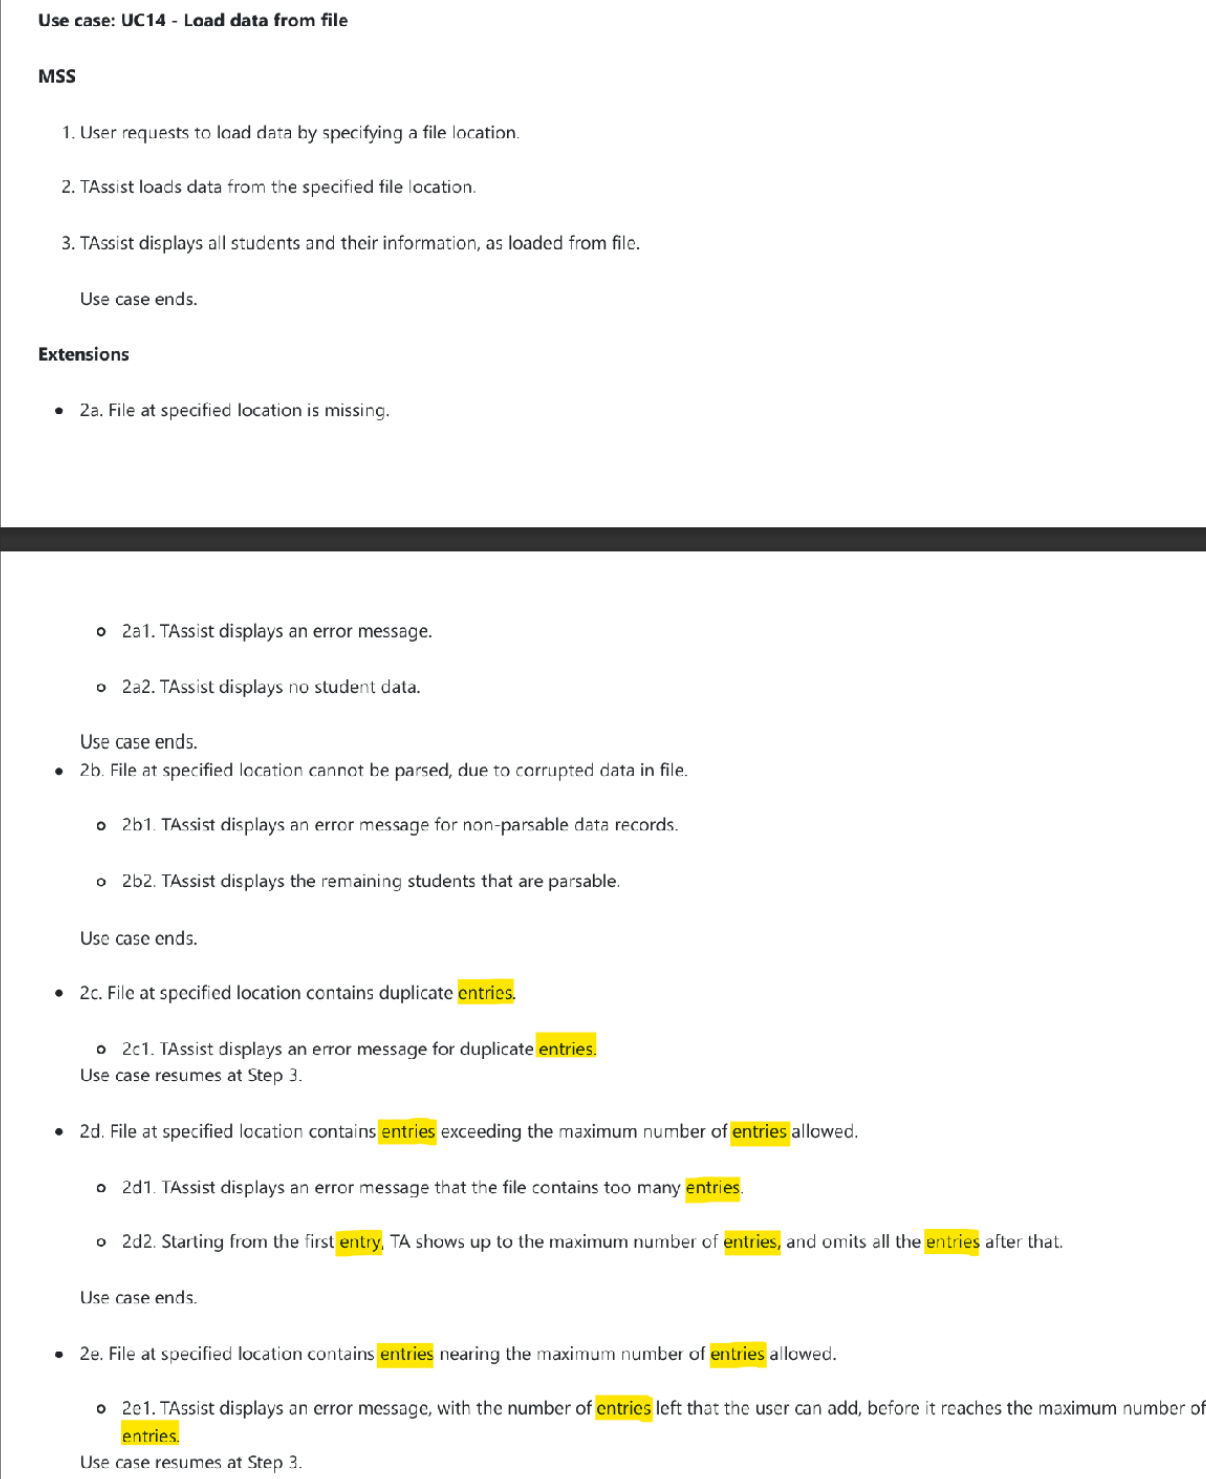 Use case: UC14 - Load data from file
MSS
1. User requests to load data by specifying a file location.
2. TAssist loads data from the specified file location.
3. TAssist displays all students and their information, as loaded from file.
Use case ends.
Extensions
• 2a. File at specified location is missing.
o 2a1. TAssist displays an error message.
o 2a2. TAssist displays no student data.
Use case ends.
• 2b. File at specified location cannot be parsed, due to corrupted data in file.
o 2b1. TAssist displays an error message for non-parsable data records.
o 2b2. TAssist displays the remaining students that are parsable.
Use case ends.
• 2c. File at specified location contains duplicate entries.
o 2c1. TAssist displays an error message for duplicate entries.
Use case resumes at Step 3.
• 2d. File at specified location contains entries exceeding the maximum number of entries allowed.
o 2d1. TAssist displays an error message that the file contains too many entries.
o 2d2. Starting from the first entry, TA shows up to the maximum number of entries, and omits all the entries after that.
Use case ends.
• 2e. File at specified location contains entries nearing the maximum number of entries allowed.
o 2e1. TAssist displays an error message, with the number of entries left that the user can add, before it reaches the maximum number of
entries.
Use case resumes at Step 3.